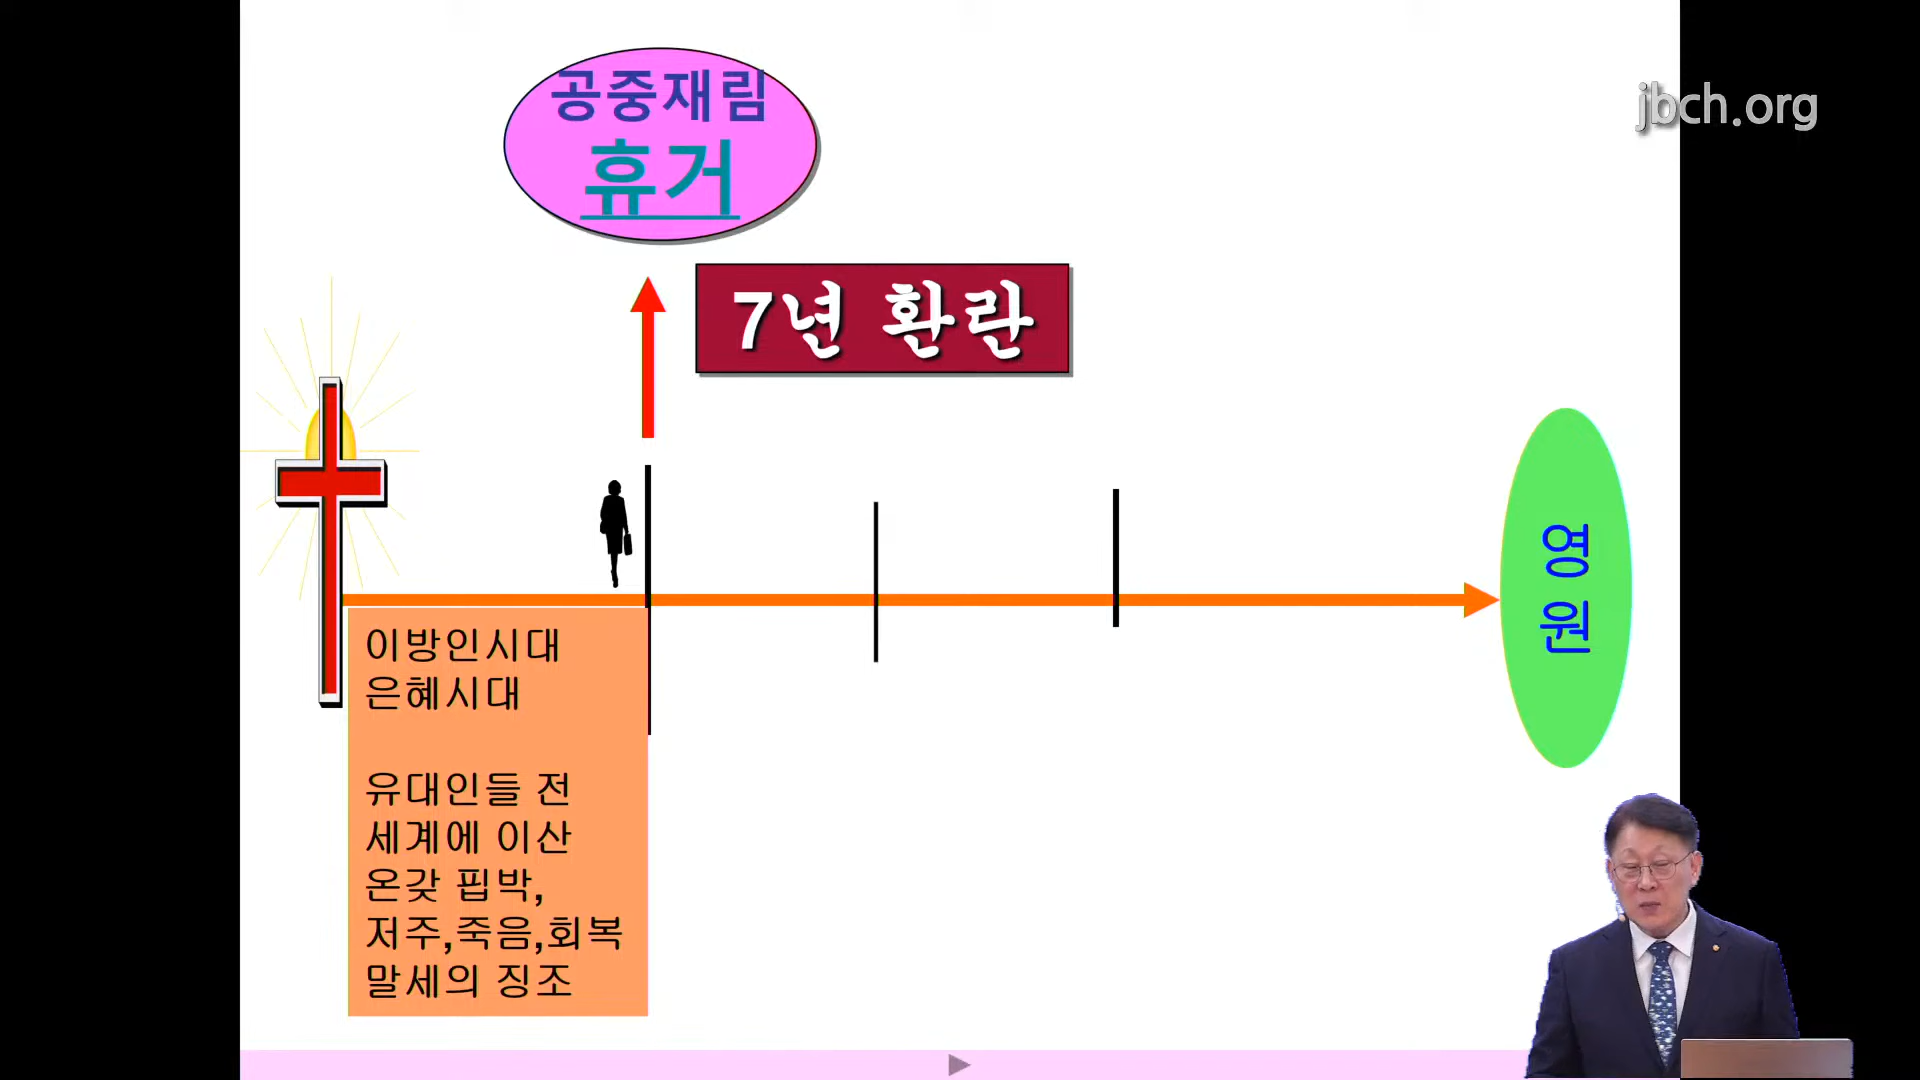 공중재림
휴거
jbch.org
7년 환란
영
원
이방인시대
은혜시대
유대인들 전
세계에 이산
온갖 핍박,
저주,죽음,회복
말세의 징조